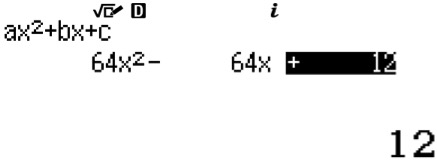 √□ D i
ax²+bx+c
64x²− 64x + 12
12